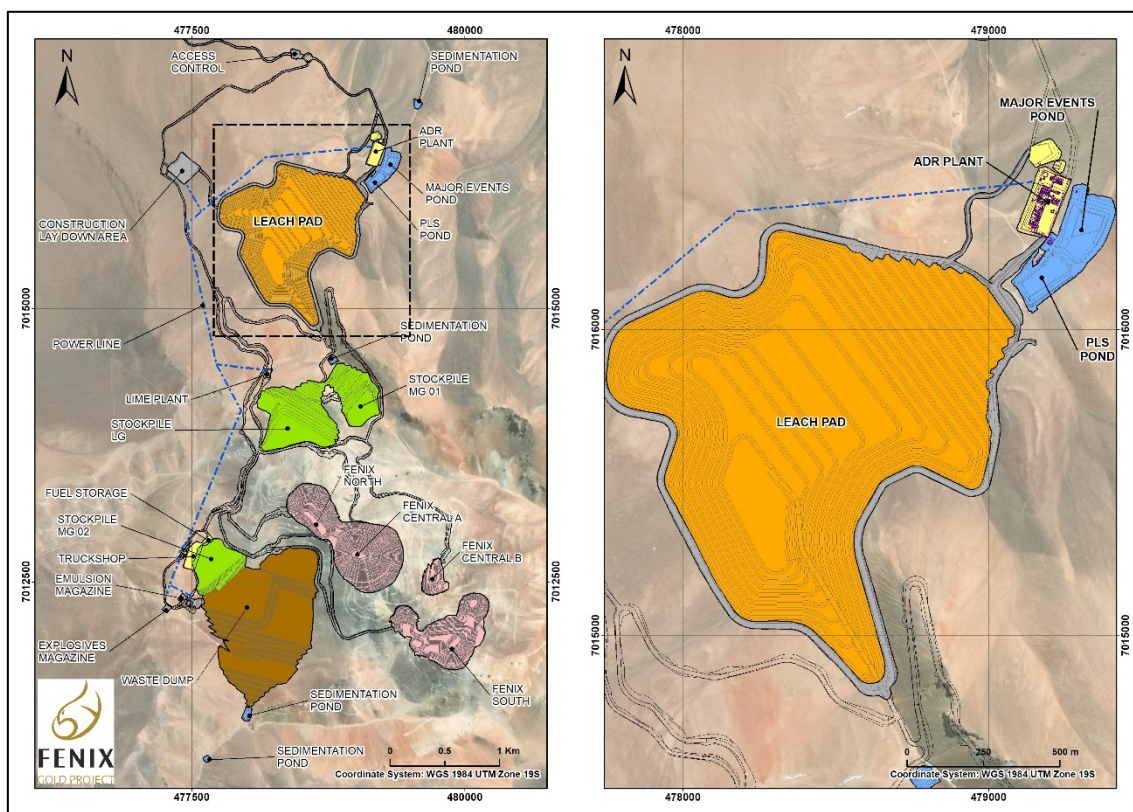 477500
480000
N
ACCESS
CONTROL
SEDIMENTATION
POND
ADR
PLANT
MAJOR EVENTS
POND
PLS
POND
LEACH PAD
CONSTRUCTION
LAY DOWN AREA
7015000
7015000
POWER LINE
SEDIMENTATION
POND
LIME PLANT
STOCKPILE
MG 01
STOCKPILE
LG
FENIX
NORTH
FUEL STORAGE
FENIX
CENTRAL A
STOCKPILE
MG 02
TRUCKSHOP
FENIX
CENTRAL B
EMULSION
MAGAZINE
7012500
7012500
EXPLOSIVES
MAGAZINE
WASTE DUMP
FENIX
SOUTH
SEDIMENTATION
POND
SEDIMENTATION
POND
FENIX
GOLD PROJECT
0 0.5 1 Km
Coordinate System: WGS 1984 UTM Zone 19S
477500
480000
478000
479000
N
MAJOR EVENTS
POND
ADR PLANT
PLS
POND
LEACH PAD
7016000
7016000
7015000
7015000
0 250 500 m
Coordinate System: WGS 1984 UTM Zone 19S
478000
479000